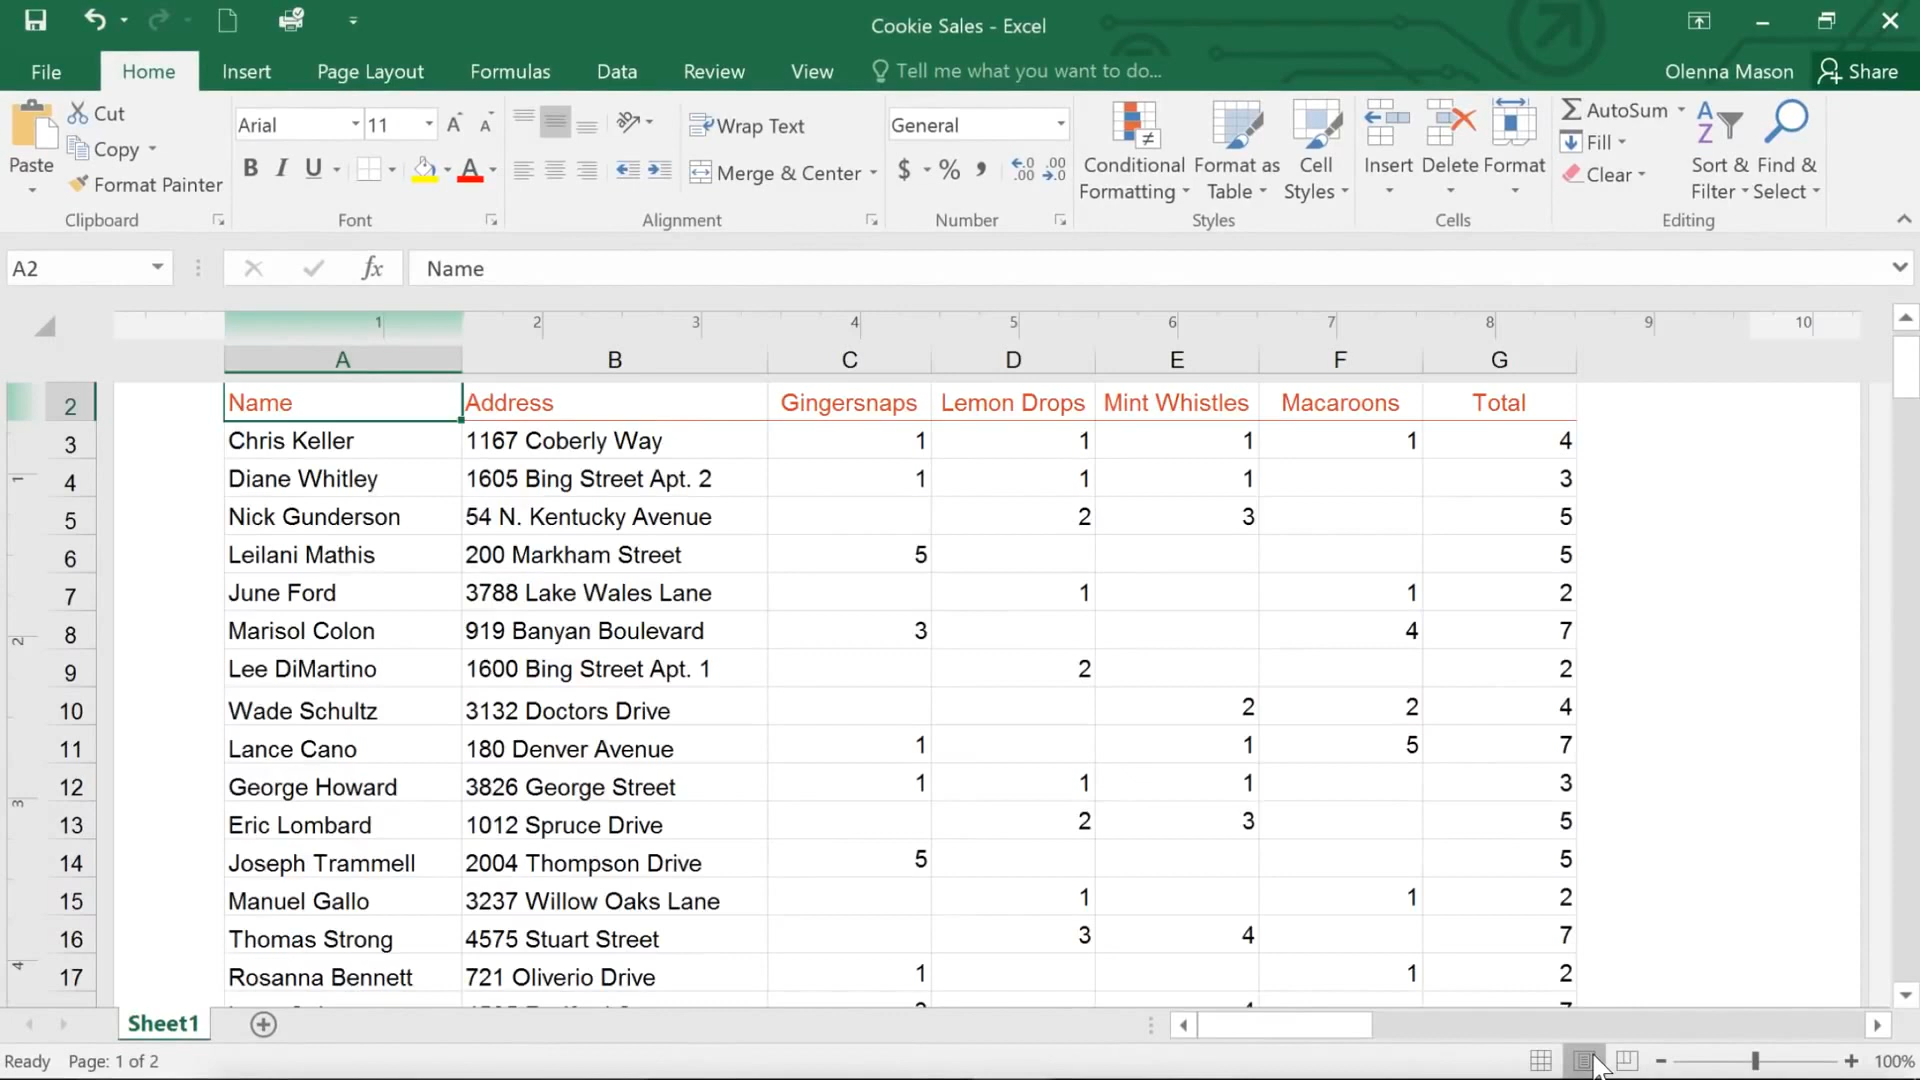 Cookie Sales - Excel
File Home Insert Page Layout Formulas Data Review View Tell me what you want to do... Olenna Mason Share
Paste
Cut
Copy
Format Painter
Clipboard
Arial 11
B I U A
Font
Wrap Text
Merge & Center
Alignment
General
$ % ,
Number
Conditional Formatting
Format as Table
Cell Styles
Styles
Insert Delete Format
Cells
AutoSum
Fill
Clear
Sort & Filter
Find & Select
Editing
A2 fx Name
1 2 3 4 5 6 7 8 9 10
A B C D E F G
2 Name Address Gingersnaps Lemon Drops Mint Whistles Macaroons Total
3 Chris Keller 1167 Coberly Way 1 1 1 1 4
4 Diane Whitley 1605 Bing Street Apt. 2 1 1 1 3
5 Nick Gunderson 54 N. Kentucky Avenue 2 3 5
6 Leilani Mathis 200 Markham Street 5 5
7 June Ford 3788 Lake Wales Lane 1 1 2
8 Marisol Colon 919 Banyan Boulevard 3 4 7
9 Lee DiMartino 1600 Bing Street Apt. 1 2 2
10 Wade Schultz 3132 Doctors Drive 2 2 4
11 Lance Cano 180 Denver Avenue 1 1 5 7
12 George Howard 3826 George Street 1 1 1 3
13 Eric Lombard 1012 Spruce Drive 2 3 5
14 Joseph Trammell 2004 Thompson Drive 5 5
15 Manuel Gallo 3237 Willow Oaks Lane 1 1 2
16 Thomas Strong 4575 Stuart Street 3 4 7
17 Rosanna Bennett 721 Oliverio Drive 1 1 2
Sheet1
Ready Page: 1 of 2 100%